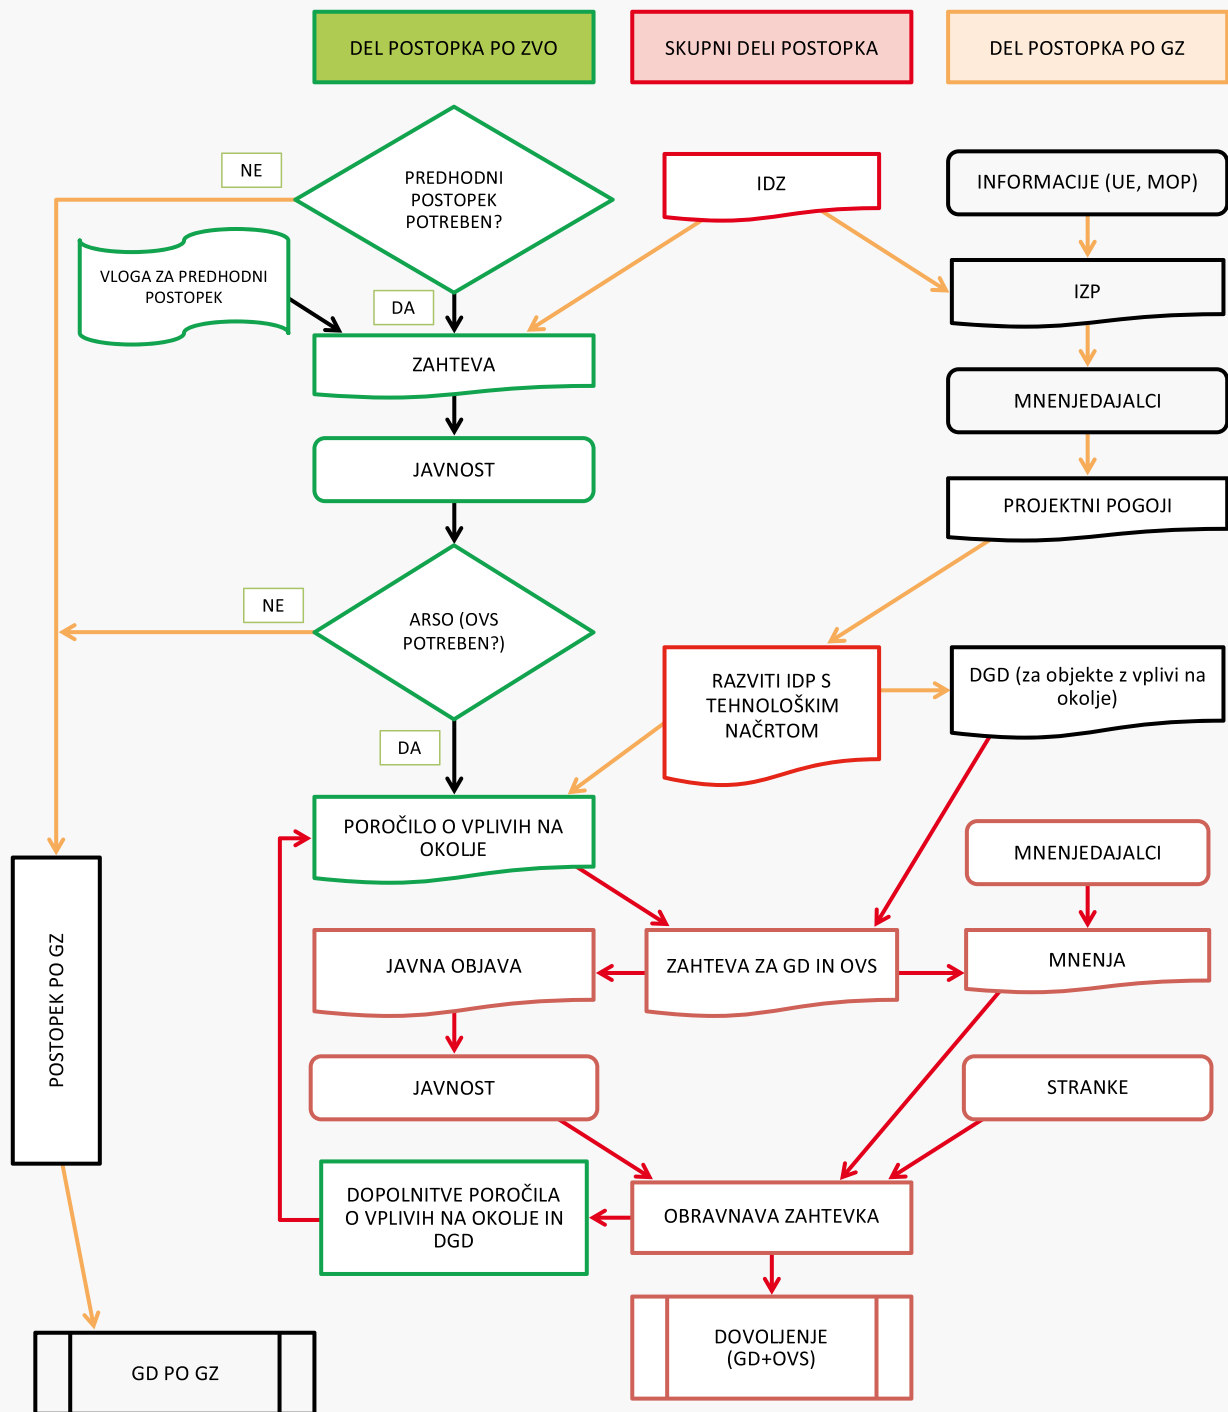 DEL POSTOPKA PO ZVO
SKUPNI DELI POSTOPKA
DEL POSTOPKA PO GZ
NE
PREDHODNI
POSTOPEK
POTREBEN?
IDZ
INFORMACIJE (UE, MOP)
VLOGA ZA PREDHODNI
POSTOPEK
DA
IZP
ZAHTEVA
MNENJEDAJALCI
JAVNOST
PROJEKTNI POGOJI
NE
ARSO (OVS
POTREBEN?)
RAZVITI IDP S
TEHNOLOŠKIM
NAČRTOM
DGD (za objekte z vplivi na
okolje)
DA
POROČILO O VPLIVIH NA
OKOLJE
MNENJEDAJALCI
JAVNA OBJAVA
ZAHTEVA ZA GD IN OVS
MNENJA
POSTOPEK PO GZ
JAVNOST
STRANKE
DOPOLNITVE POROČILA
O VPLIVIH NA OKOLJE IN
DGD
OBRAVNAVA ZAHTEVKA
DOVOLJENJE
(GD+OVS)
GD PO GZ